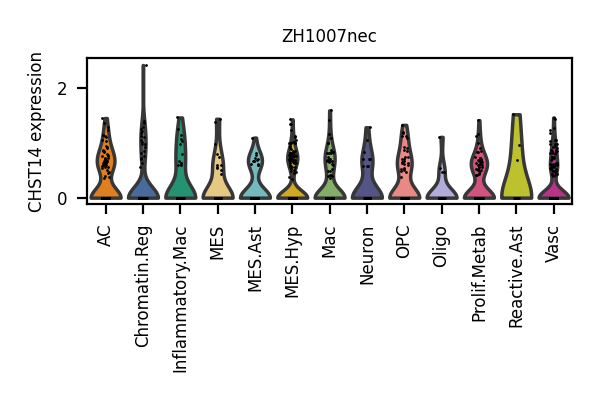 ZH1007nec
CHST14 expression
2
0
AC
Chromatin.Reg
Inflammatory.Mac
MES
MES.Ast
MES.Hyp
Mac
Neuron
OPC
Oligo
Prolif.Metab
Reactive.Ast
Vasc